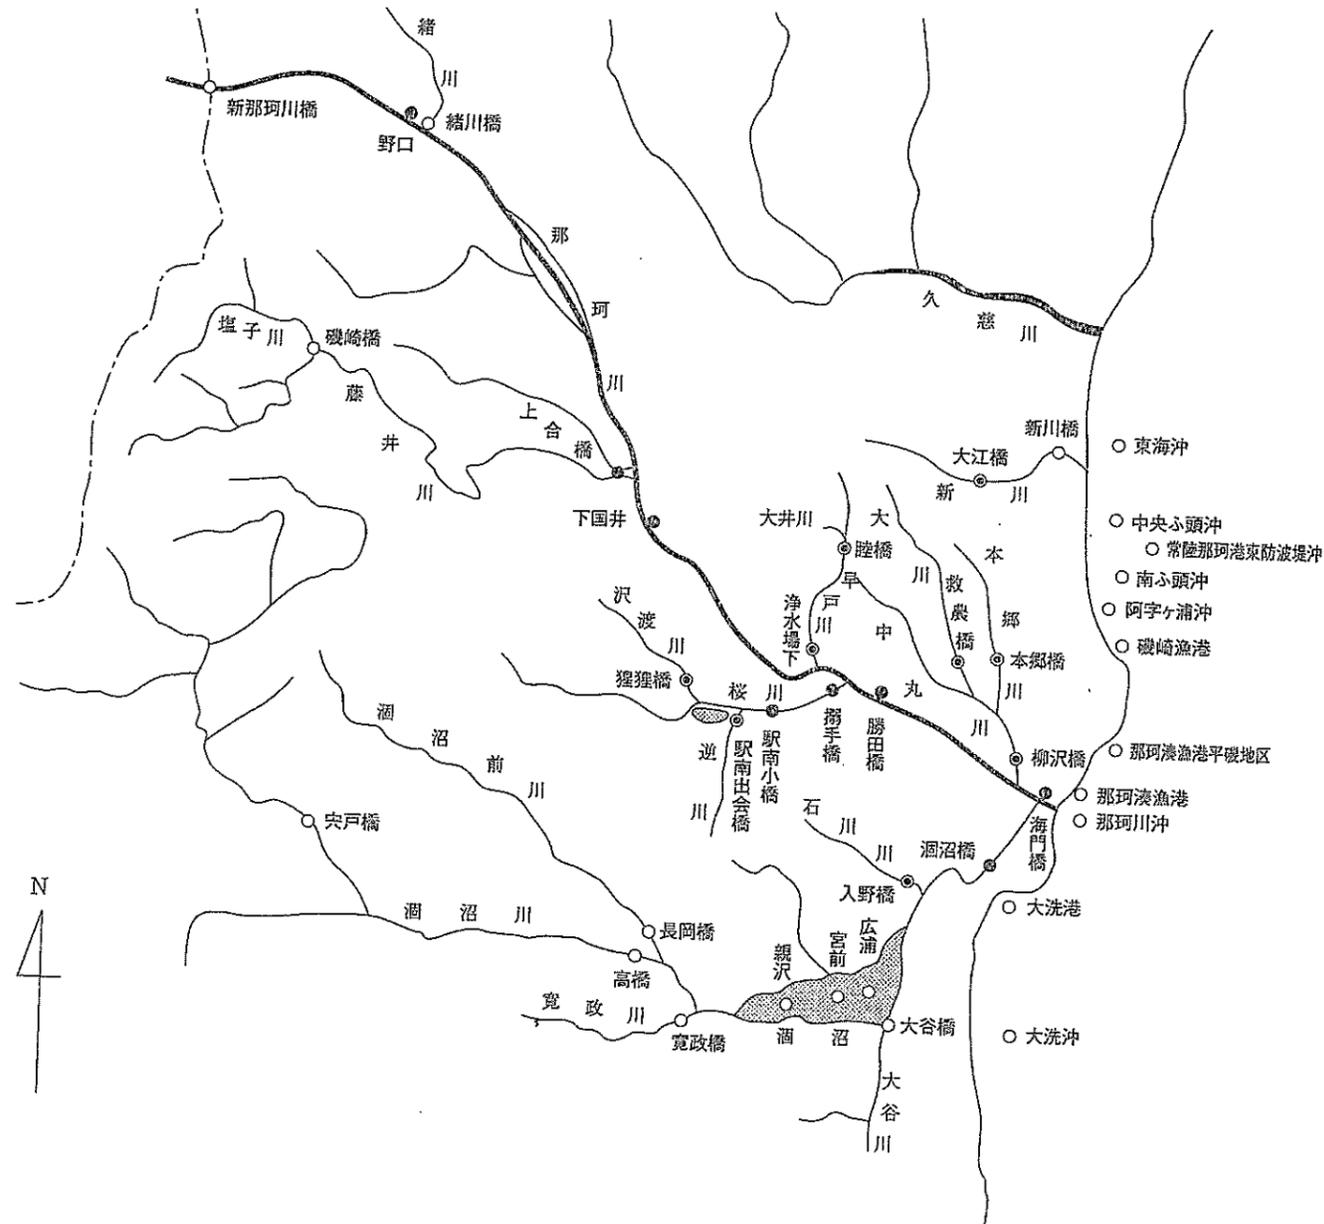 緒川
新那珂川橋
緒川橋
野口
那珂川
久慈川
塩子川
磯崎橋
藤井川
上合橋
新川橋
大江橋
新川
東海沖
下国井
大井川
睦橋
大川
本郷川
救農橋
本郷橋
早戸川
浄水場下
中丸川
中央ふ頭沖
常陸那珂港東防波堤沖
南ふ頭沖
阿字ヶ浦沖
磯崎漁港
沢渡川
猩猩橋
桜川
逆川
駅南出会橋
駅南小橋
搦手橋
勝田橋
柳沢橋
那珂湊漁港平磯地区
那珂湊漁港
那珂川沖
海門橋
涸沼前川
宍戸橋
石川川
涸沼橋
入野橋
大洗港
N
涸沼川
長岡橋
高橋
親沢
宮前
広浦
寛政川
寛政橋
涸沼
大谷橋
大洗沖
大谷川